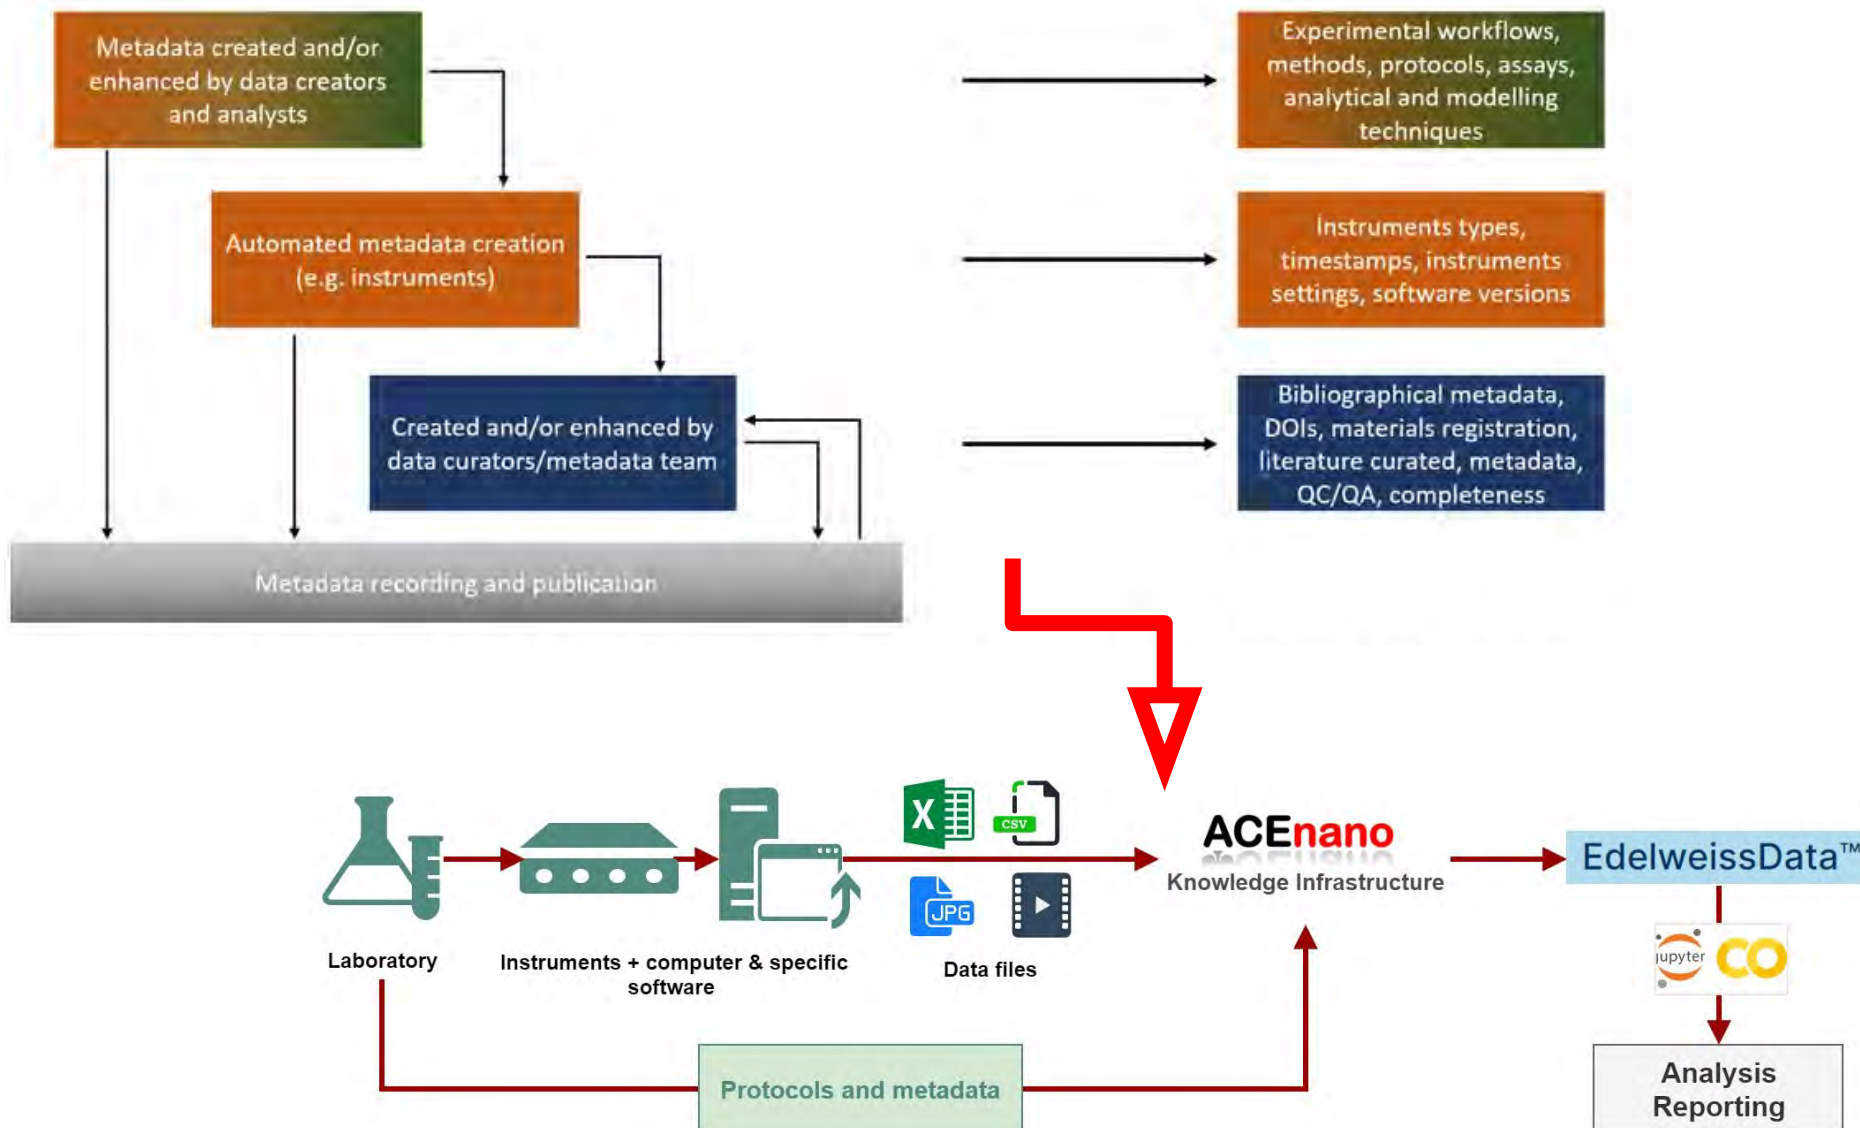 Metadata created and/or
enhanced by data creators
and analysts
Experimental workflows,
methods, protocols, assays,
analytical and modelling
techniques
Automated metadata creation
(e.g. instruments)
Instruments types,
timestamps, instruments
settings, software versions
Created and/or enhanced by
data curators/metadata team
Bibliographical metadata,
DOIs, materials registration,
literature curated, metadata,
QC/QA, completeness
Metadata recording and publication
X
CSV
JPG
ACEnano
Knowledge Infrastructure
EdelweissData™
Laboratory
Instruments + computer & specific
software
Data files
jupyter
CO
Protocols and metadata
Analysis
Reporting